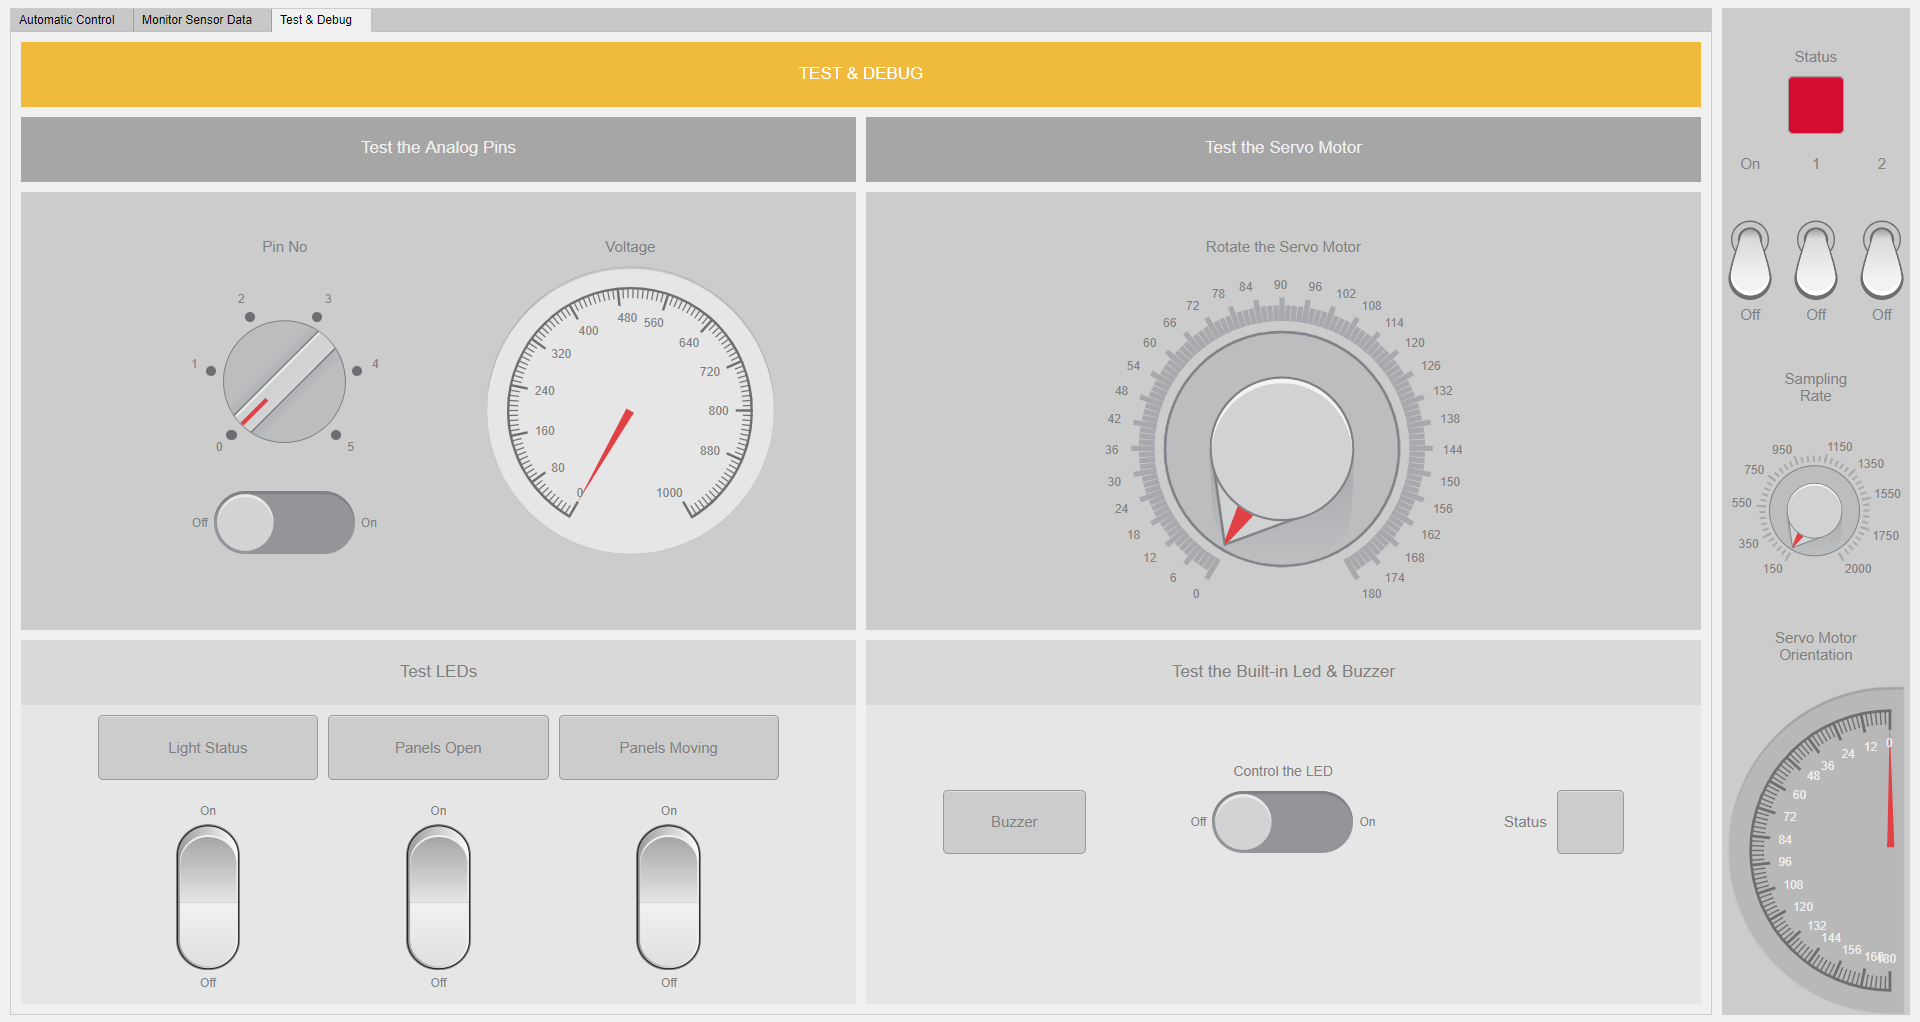 Automatic Control
Monitor Sensor Data
Test & Debug
TEST & DEBUG
Test the Analog Pins
Pin No
0
1
2
3
4
5
Off
On
Voltage
0
80
160
240
320
400
480
560
640
720
800
880
1000
Test the Servo Motor
Rotate the Servo Motor
0
6
12
18
24
30
36
42
48
54
60
66
72
78
84
90
96
102
108
114
120
126
132
138
144
150
156
162
168
174
180
Test LEDs
Light Status
Panels Open
Panels Moving
On
On
On
Off
Off
Off
Test the Built-in Led & Buzzer
Buzzer
Control the LED
Off
On
Status
Status
On
1
2
Off
Off
Off
Sampling
Rate
150
350
550
750
950
1150
1350
1550
1750
2000
Servo Motor
Orientation
0
12
24
36
48
60
72
84
96
108
120
132
144
156
168
180